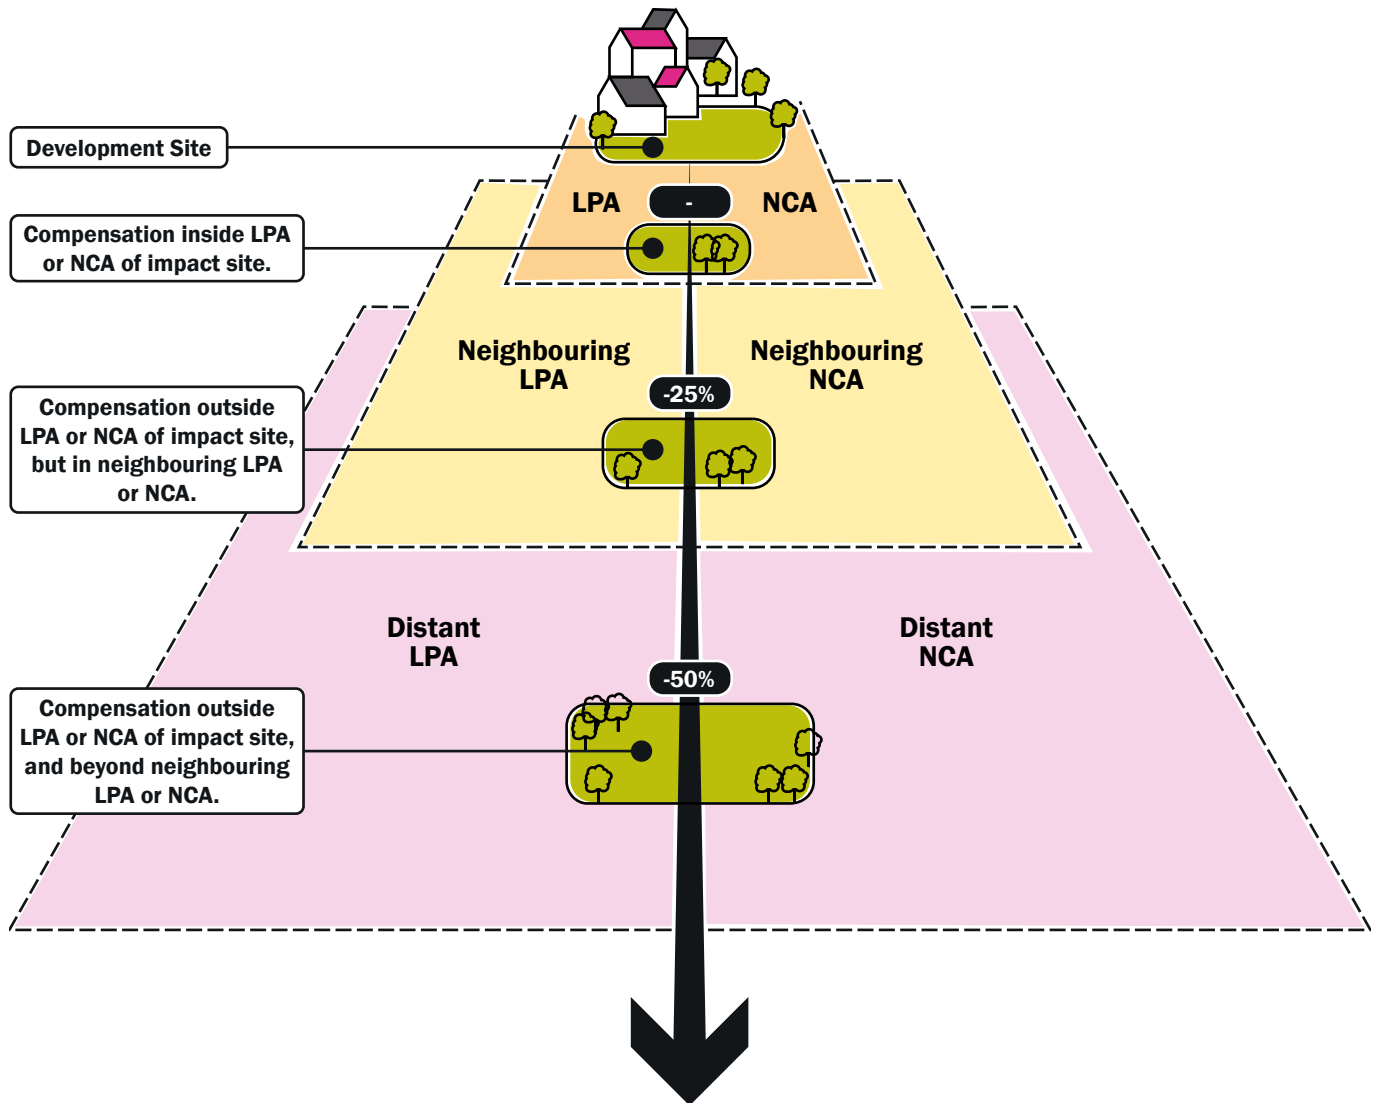 Development Site
LPA
-
NCA
Compensation inside LPA
or NCA of impact site.
Neighbouring
LPA
Neighbouring
NCA
-25%
Compensation outside
LPA or NCA of impact site,
but in neighbouring LPA
or NCA.
Distant
LPA
Distant
NCA
-50%
Compensation outside
LPA or NCA of impact site,
and beyond neighbouring
LPA or NCA.